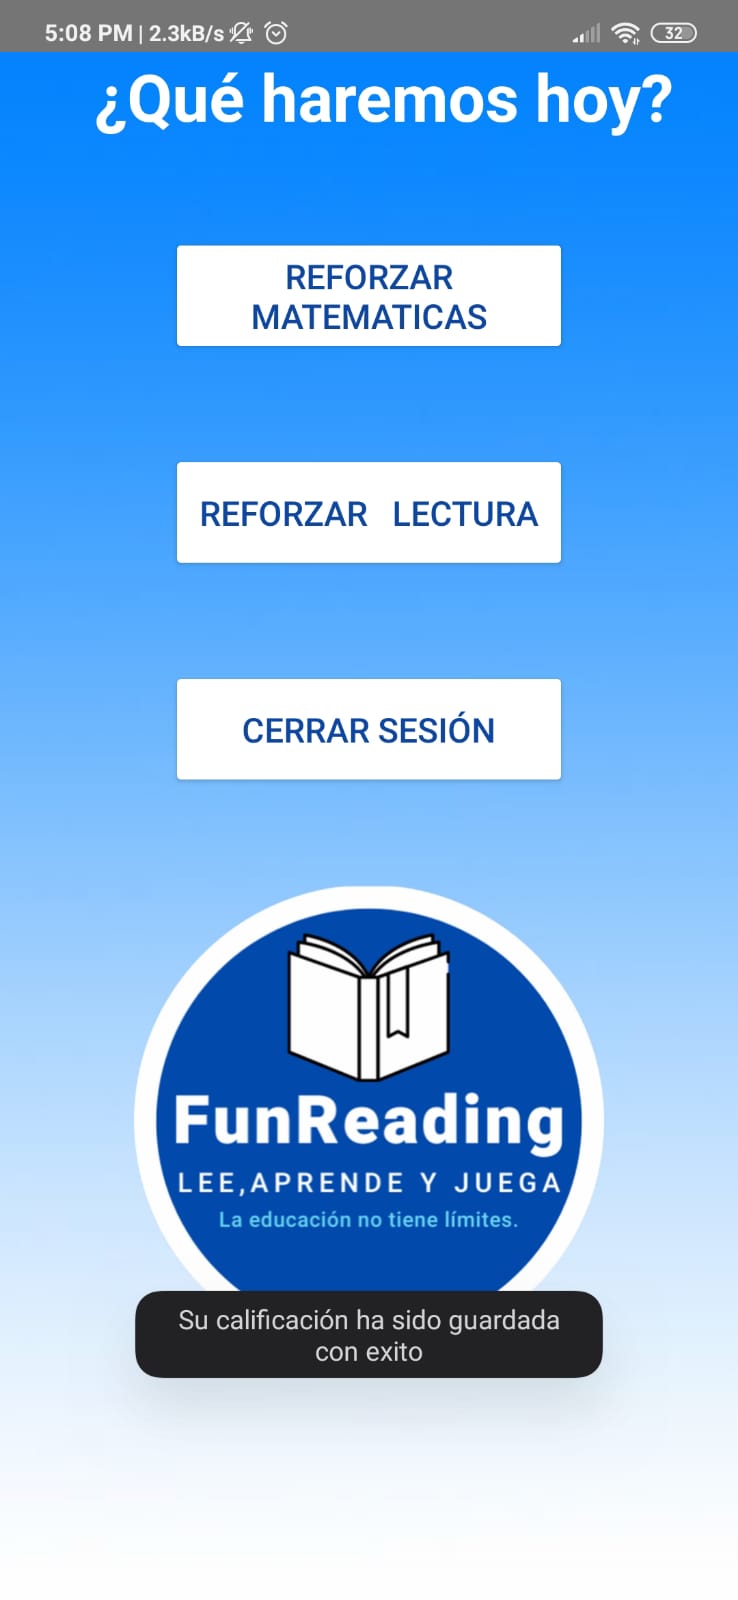 5:08 PM | 2.3kB/s 32
¿Qué haremos hoy?
REFORZAR
MATEMATICAS
REFORZAR LECTURA
CERRAR SESIÓN
FunReading
LEE,APRENDE Y JUEGA
La educación no tiene límites.
Su calificación ha sido guardada
con exito